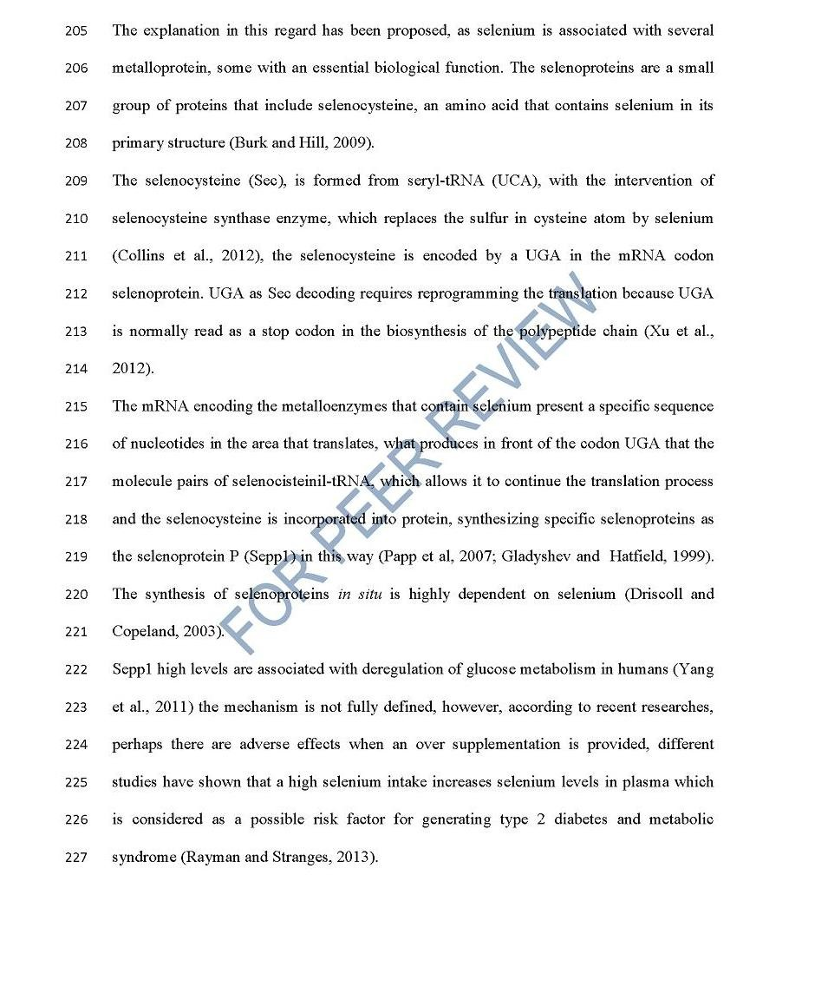 205 The explanation in this regard has been proposed, as selenium is associated with several
206 metalloprotein, some with an essential biological function. The selenoproteins are a small
207 group of proteins that include selenocysteine, an amino acid that contains selenium in its
208 primary structure (Burk and Hill, 2009).
209 The selenocysteine (Sec), is formed from seryl-tRNA (UCA), with the intervention of
210 selenocysteine synthase enzyme, which replaces the sulfur in cysteine atom by selenium
211 (Collins et al., 2012), the selenocysteine is encoded by a UGA in the mRNA codon
212 selenoprotein. UGA as Sec decoding requires reprogramming the translation because UGA
213 is normally read as a stop codon in the biosynthesis of the polypeptide chain (Xu et al.,
214 2012).
215 The mRNA encoding the metalloenzymes that contain selenium present a specific sequence
216 of nucleotides in the area that translates, what produces in front of the codon UGA that the
217 molecule pairs of selenocisteinil-tRNA, which allows it to continue the translation process
218 and the selenocysteine is incorporated into protein, synthesizing specific selenoproteins as
219 the selenoprotein P (Sepp1) in this way (Papp et al, 2007; Gladyshev and Hatfield, 1999).
220 The synthesis of selenoproteins in situ is highly dependent on selenium (Driscoll and
221 Copeland, 2003).
222 Sepp1 high levels are associated with deregulation of glucose metabolism in humans (Yang
223 et al., 2011) the mechanism is not fully defined, however, according to recent researches,
224 perhaps there are adverse effects when an over supplementation is provided, different
225 studies have shown that a high selenium intake increases selenium levels in plasma which
226 is considered as a possible risk factor for generating type 2 diabetes and metabolic
227 syndrome (Rayman and Stranges, 2013).
FOR PEER REVIEW